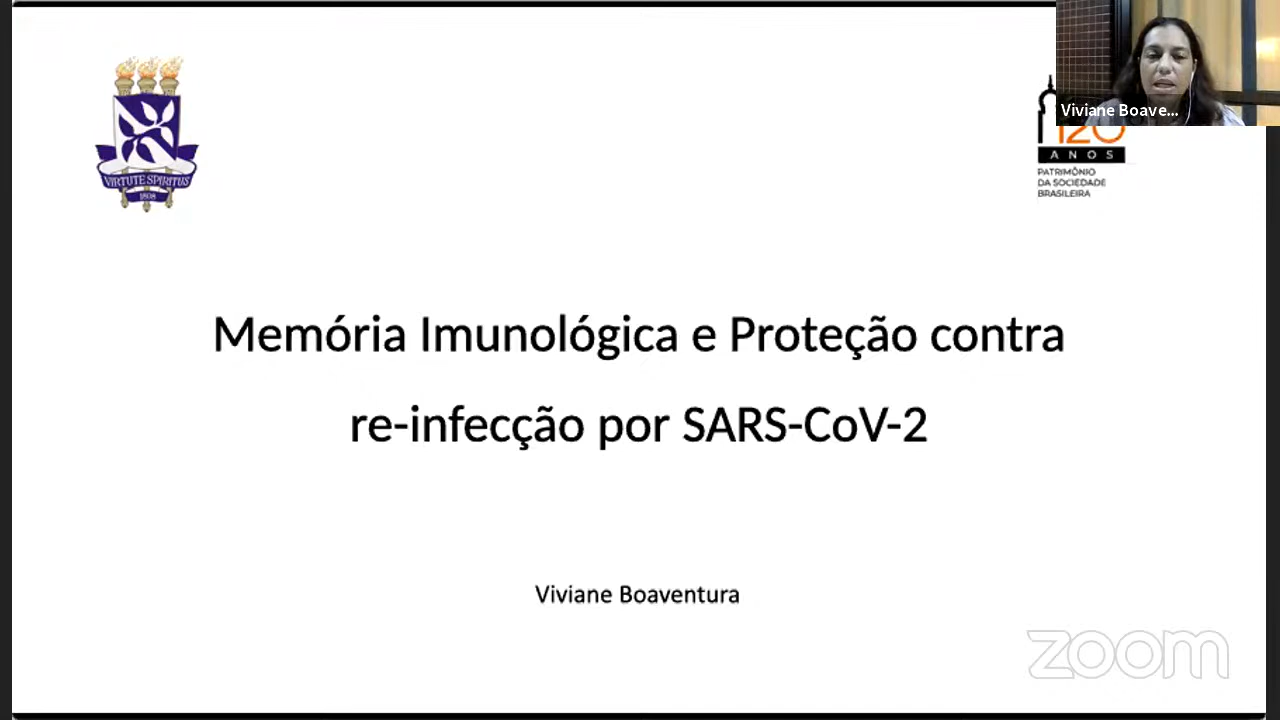 Viviane Boave...
VIRTUTE SPIRITUS
1808
120
ANOS
PATRIMÔNIO
DA SOCIEDADE
BRASILEIRA
Memória Imunológica e Proteção contra
re-infecção por SARS-CoV-2
Viviane Boaventura
zoom